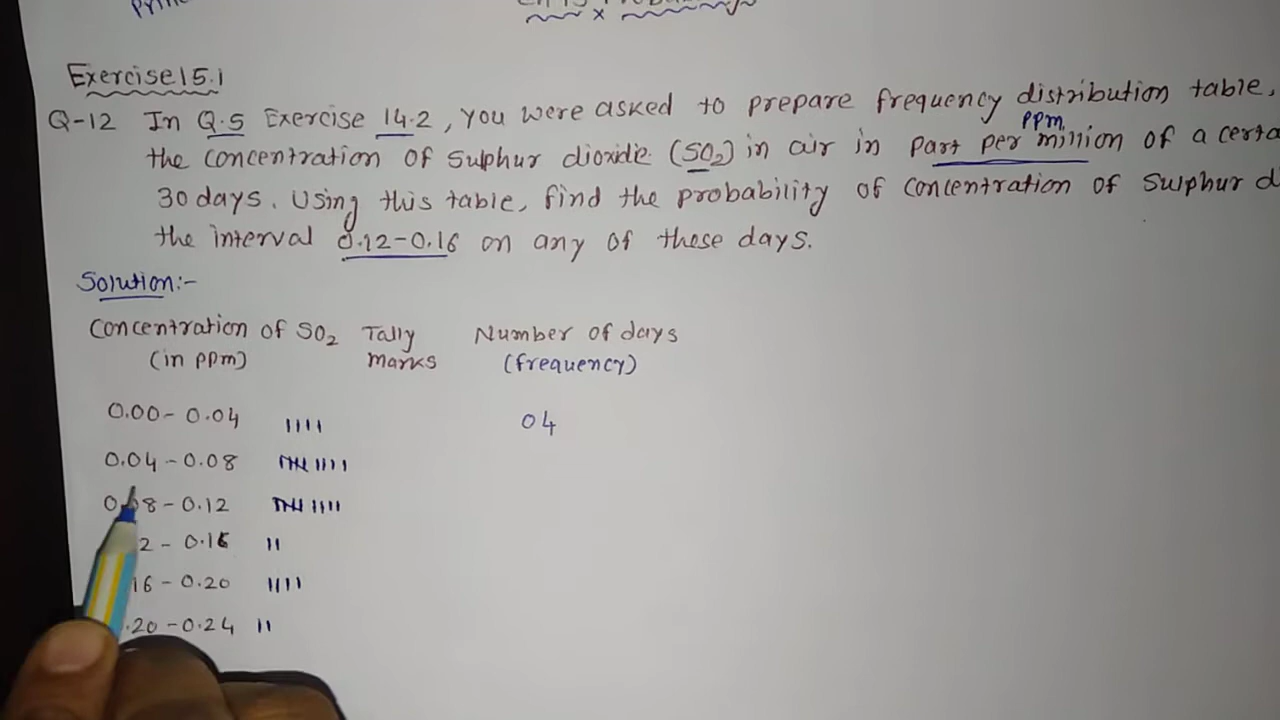 Exercise 15.1
Q-12 In Q.5 Exercise 14.2, you were asked to prepare frequency distribution table,
ppm
the concentration of sulphur dioxide (SO2) in air in part per million of a certa
30 days. Using this table, find the probability of concentration of sulphur d
the interval 0.12-0.16 on any of these days.
Solution:-
Concentration of SO2 Tally Number of days
(in ppm) marks (frequency)
0.00- 0.04 |||| 04
0.04 - 0.08 |||| ||||
0.08 - 0.12 |||| ||||
2 - 0.16 ||
16 - 0.20 ||||
.20 - 0.24 ||